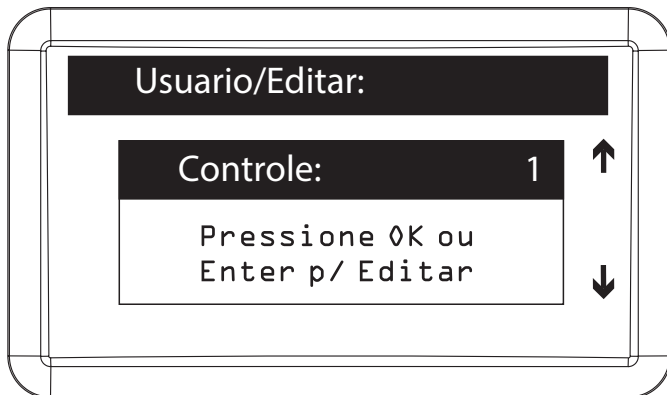 Usuario/Editar:
Controle: 1
Pressione OK ou
Enter p/ Editar